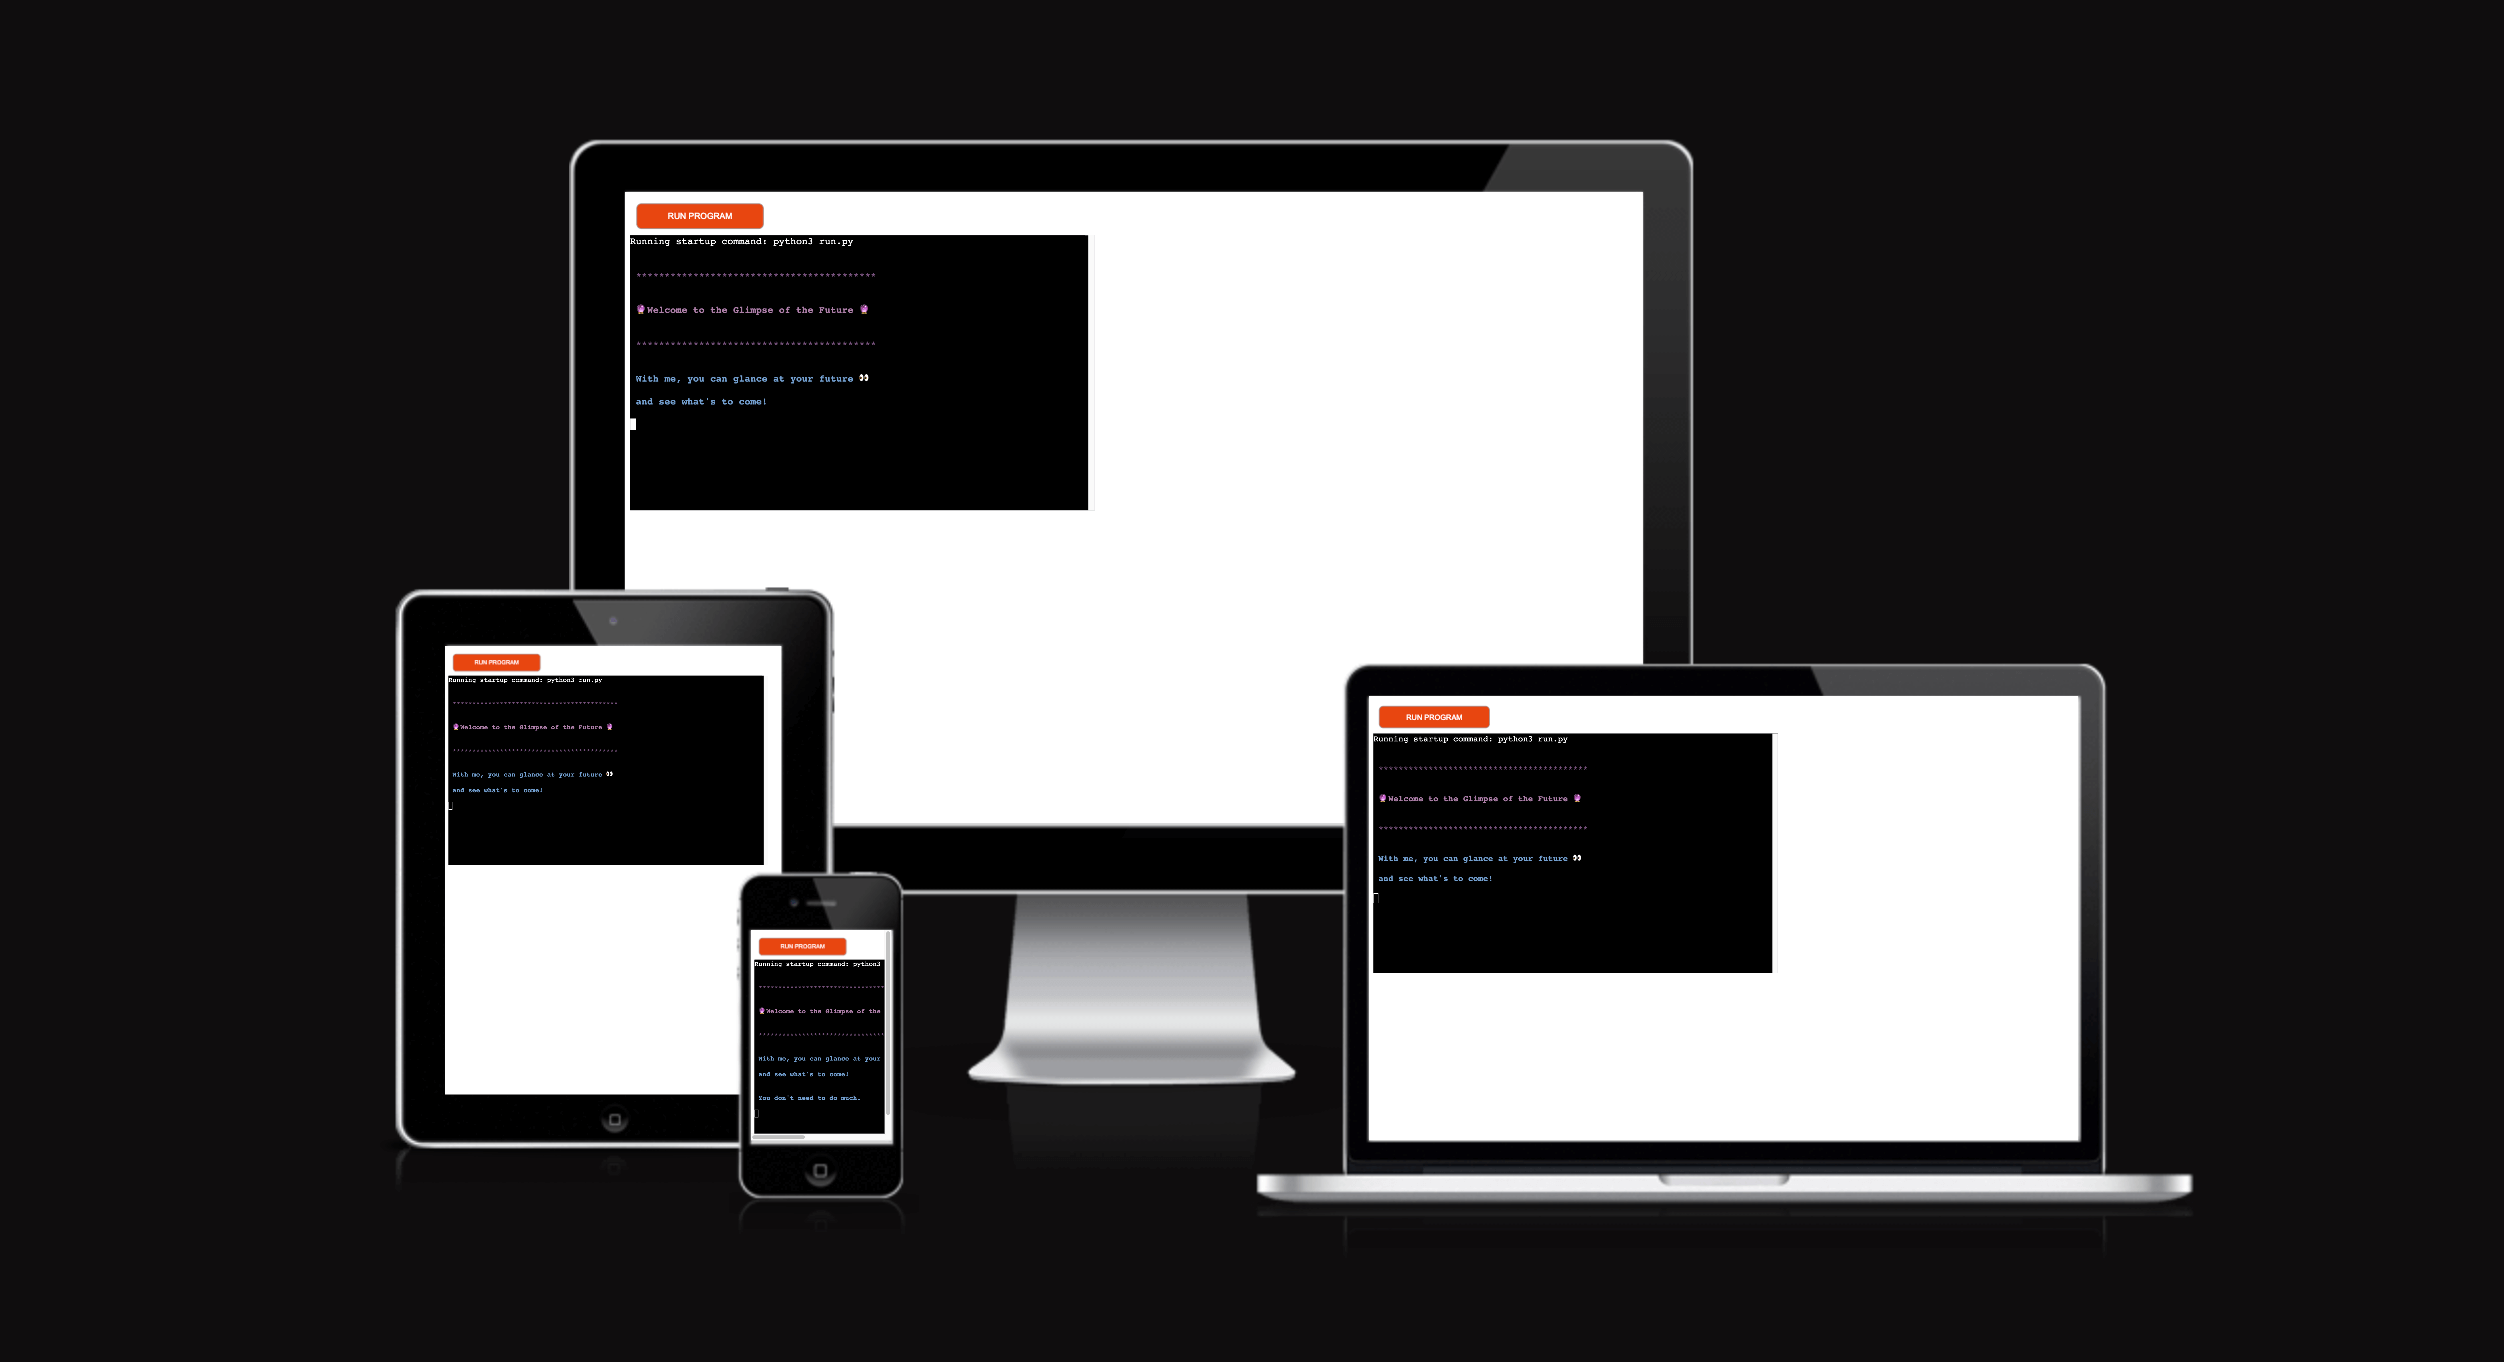 RUN PROGRAM
Running startup command: python3 run.py
******************************************
🔮Welcome to the Glimpse of the Future 🔮
******************************************
With me, you can glance at your future 👀
and see what's to come!
RUN PROGRAM
Running startup command: python3 run.py
******************************************
🔮Welcome to the Glimpse of the Future 🔮
******************************************
With me, you can glance at your future 👀
and see what's to come!
RUN PROGRAM
Running startup command: python3
********************************
🔮Welcome to the Glimpse of the
********************************
With me, you can glance at your
and see what's to come!
You don't need to do much.
RUN PROGRAM
Running startup command: python3 run.py
******************************************
🔮Welcome to the Glimpse of the Future 🔮
******************************************
With me, you can glance at your future 👀
and see what's to come!